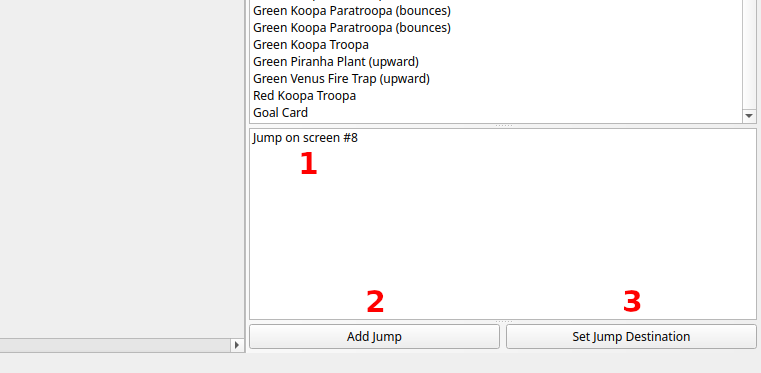 Green Koopa Paratroopa (bounces)
Green Koopa Paratroopa (bounces)
Green Koopa Troopa
Green Piranha Plant (upward)
Green Venus Fire Trap (upward)
Red Koopa Troopa
Goal Card
Jump on screen #8
1
2
3
Add Jump
Set Jump Destination